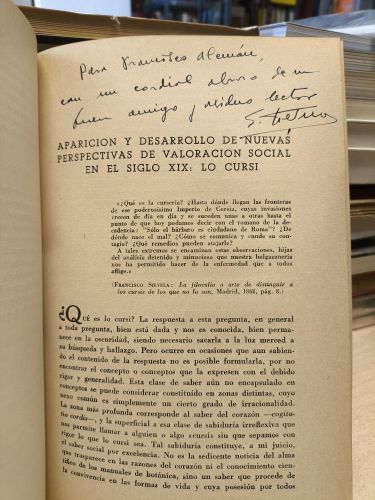 Para Francisco Alemán,
con un cordial abrazo de un
buen amigo y asiduo lector
APARICION Y DESARROLLO DE NUEVAS
PERSPECTIVAS DE VALORACION SOCIAL
EN EL SIGLO XIX: LO CURSI
«¿Qué es la cursería? ¿Hasta dónde llegan las fronteras
de ese poderosísimo Imperio de Cursia, cuyas invasiones
crecen de día en día y se suceden unas a otras hasta el
punto de que hoy podamos decir con el romano de la de-
cadencia: "Sólo el bárbaro es ciudadano de Roma"? ¿De
dónde nace el mal? ¿Cómo se comunica y cunde su con-
tagio? ¿Qué remedios pueden atajarle?
A tales extremos se examinan estas observaciones, hijas
del análisis detenido y minucioso que nuestra holgazanería
nos ha permitido hacer de la enfermedad que a todos
aflige.»
(FRANCISCO SILVELA: La filocalia o arte de distinguir a
los cursis de los que no lo son, Madrid, 1868, pág. 8.)
¿QUÉ es lo cursi? La respuesta a esta pregunta, en general
a toda pregunta, bien está dada y nos es conocida, bien perma-
nece en la oscuridad, siendo necesario sacarla a la luz merced a
su búsqueda y hallazgo. Pero ocurre en ocasiones que aun sabien-
do el contenido de la respuesta no es posible formularla, por no
encontrar el concepto o conceptos que la expresen con el debido
rigor y generalidad. Esta clase de saber aún no encapsulado en
conceptos se puede considerar constituido en zonas distintas, cuyo
nexo común es simplemente un cierto grado de irracionalidad.
La zona más profunda corresponde al saber del corazón —cogita-
tio cordis—, y la superficial a esa clase de sabiduría irreflexiva que
nos permite llamar a alguien o algo «cursi» sin que sepamos con
rigor lo que lo cursi sea. Tal sabiduría constituye, a mi juicio,
el saber social por excelencia. No es la sedicente noticia del alma
que trasparece en las razones del corazón ni el conocimiento cien-
tífico de los manuales de botánica, sino un saber que procede de
la convivencia en las formas de vida y cuya posesión por todos